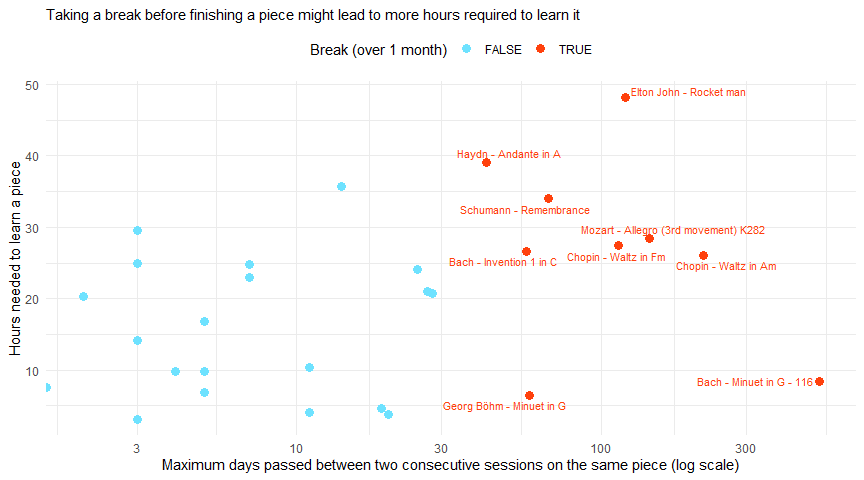 Taking a break before finishing a piece might lead to more hours required to learn it
Break (over 1 month) FALSE TRUE
Hours needed to learn a piece
50
40
30
20
10
Elton John - Rocket man
Haydn - Andante in A
Schumann - Remembrance
Mozart - Allegro (3rd movement) K282
Bach - Invention 1 in C
Chopin - Waltz in Fm
Chopin - Waltz in Am
Bach - Minuet in G - 116
Georg Böhm - Minuet in G
3 10 30 100 300
Maximum days passed between two consecutive sessions on the same piece (log scale)